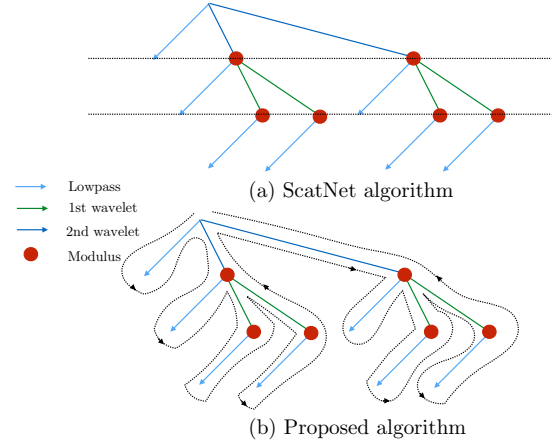 (a) ScatNet algorithm
Lowpass
1st wavelet
2nd wavelet
Modulus
(b) Proposed algorithm